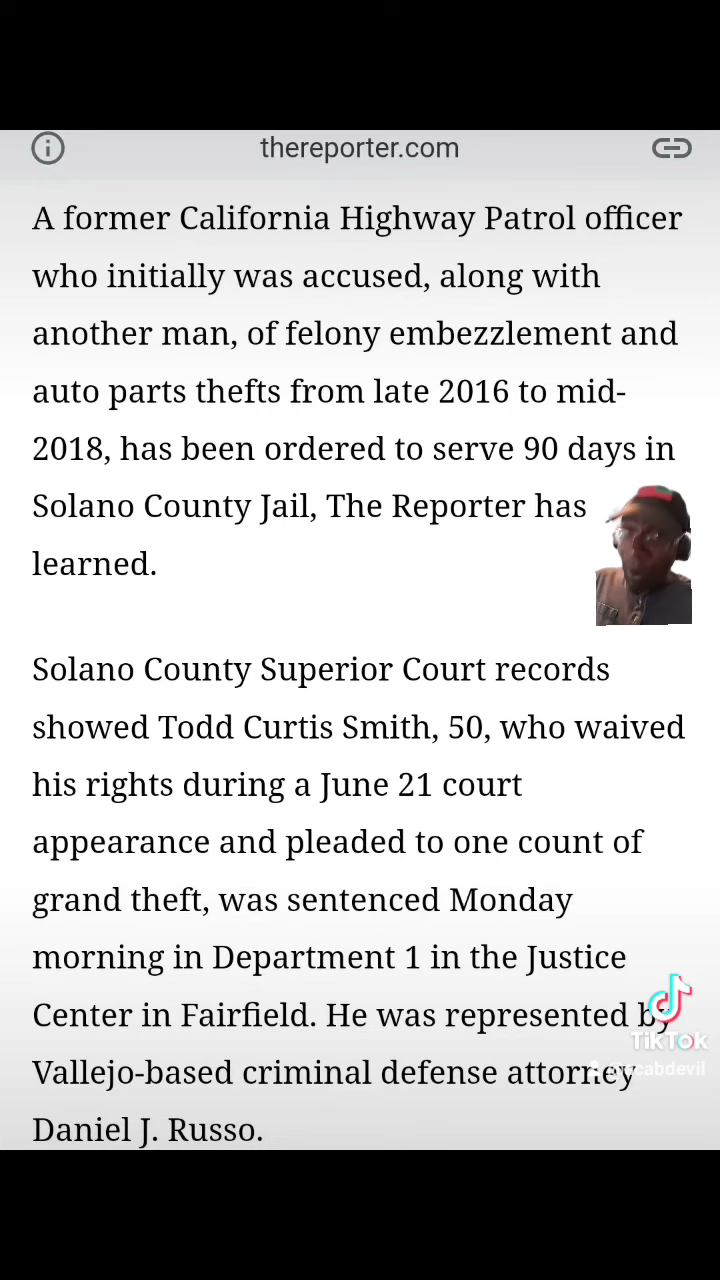 thereporter.com
A former California Highway Patrol officer
who initially was accused, along with
another man, of felony embezzlement and
auto parts thefts from late 2016 to mid-
2018, has been ordered to serve 90 days in
Solano County Jail, The Reporter has
learned.
Solano County Superior Court records
showed Todd Curtis Smith, 50, who waived
his rights during a June 21 court
appearance and pleaded to one count of
grand theft, was sentenced Monday
morning in Department 1 in the Justice
Center in Fairfield. He was represented by
TikTok
Vallejo-based criminal defense attorney
@acabdevil
Daniel J. Russo.